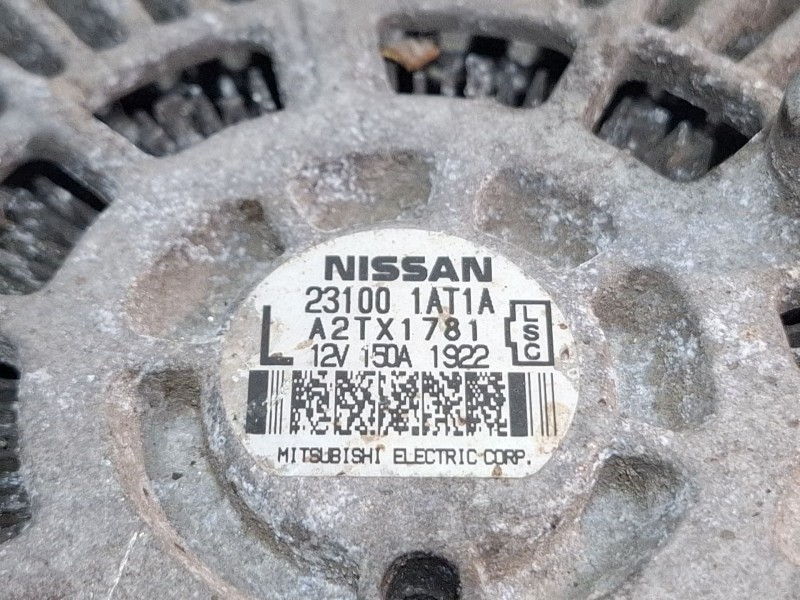 NISSAN
23100 1AT1A
L A2TX1781 LSC
12V 150A 1922
MITSUBISHI ELECTRIC CORP.